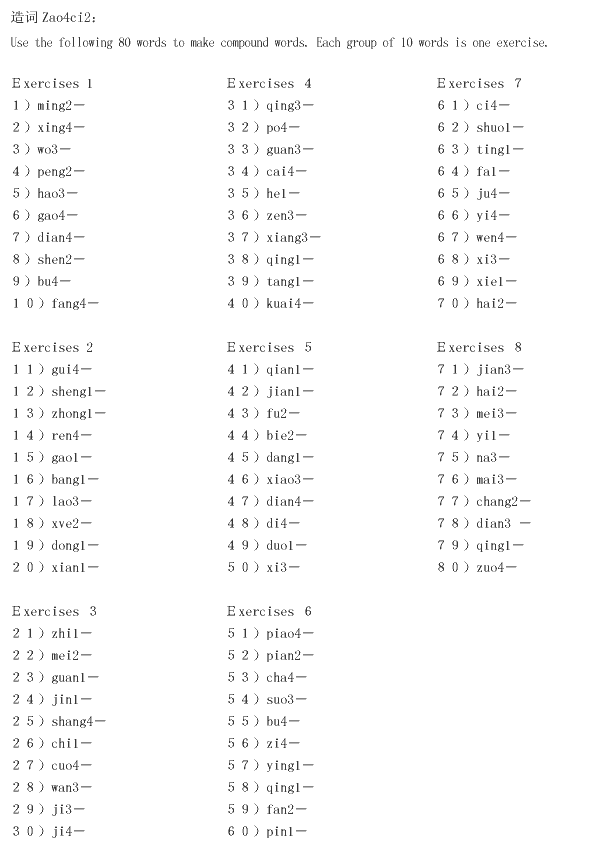 造词 Zao4ci2:
Use the following 80 words to make compound words. Each group of 10 words is one exercise.
Exercises 1
1）ming2—
2）xing4—
3）wo3—
4）peng2—
5）hao3—
6）gao4—
7）dian4—
8）shen2—
9）bu4—
10）fang4—
Exercises 2
11）gui4—
12）sheng1—
13）zhong1—
14）ren4—
15）gao1—
16）bang1—
17）lao3—
18）xve2—
19）dong1—
20）xian1—
Exercises 3
21）zhi1—
22）mei2—
23）guan1—
24）jin1—
25）shang4—
26）chi1—
27）cuo4—
28）wan3—
29）ji3—
30）ji4—
Exercises 4
31）qing3—
32）po4—
33）guan3—
34）cai4—
35）he1—
36）zen3—
37）xiang3—
38）qing1—
39）tang1—
40）kuai4—
Exercises 5
41）qian1—
42）jian1—
43）fu2—
44）bie2—
45）dang1—
46）xiao3—
47）dian4—
48）di4—
49）duo1—
50）xi3—
Exercises 6
51）piao4—
52）pian2—
53）cha4—
54）suo3—
55）bu4—
56）zi4—
57）ying1—
58）qing1—
59）fan2—
60）pin1—
Exercises 7
61）ci4—
62）shuo1—
63）ting1—
64）fa1—
65）ju4—
66）yi4—
67）wen4—
68）xi3—
69）xie1—
70）hai2—
Exercises 8
71）jian3—
72）hai2—
73）mei3—
74）yi1—
75）na3—
76）mai3—
77）chang2—
78）dian3 —
79）qing1—
80）zuo4—